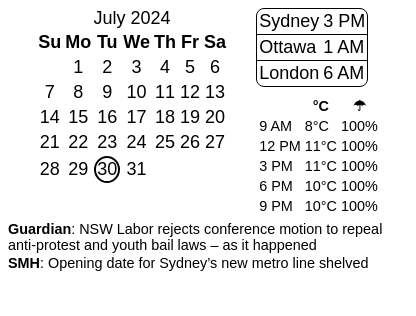 July 2024
Su Mo Tu We Th Fr Sa
1 2 3 4 5 6
7 8 9 10 11 12 13
14 15 16 17 18 19 20
21 22 23 24 25 26 27
28 29 30 31
Sydney 3 PM
Ottawa 1 AM
London 6 AM
°C ☂
9 AM 8°C 100%
12 PM 11°C 100%
3 PM 11°C 100%
6 PM 10°C 100%
9 PM 10°C 100%
Guardian: NSW Labor rejects conference motion to repeal
anti-protest and youth bail laws – as it happened
SMH: Opening date for Sydney’s new metro line shelved